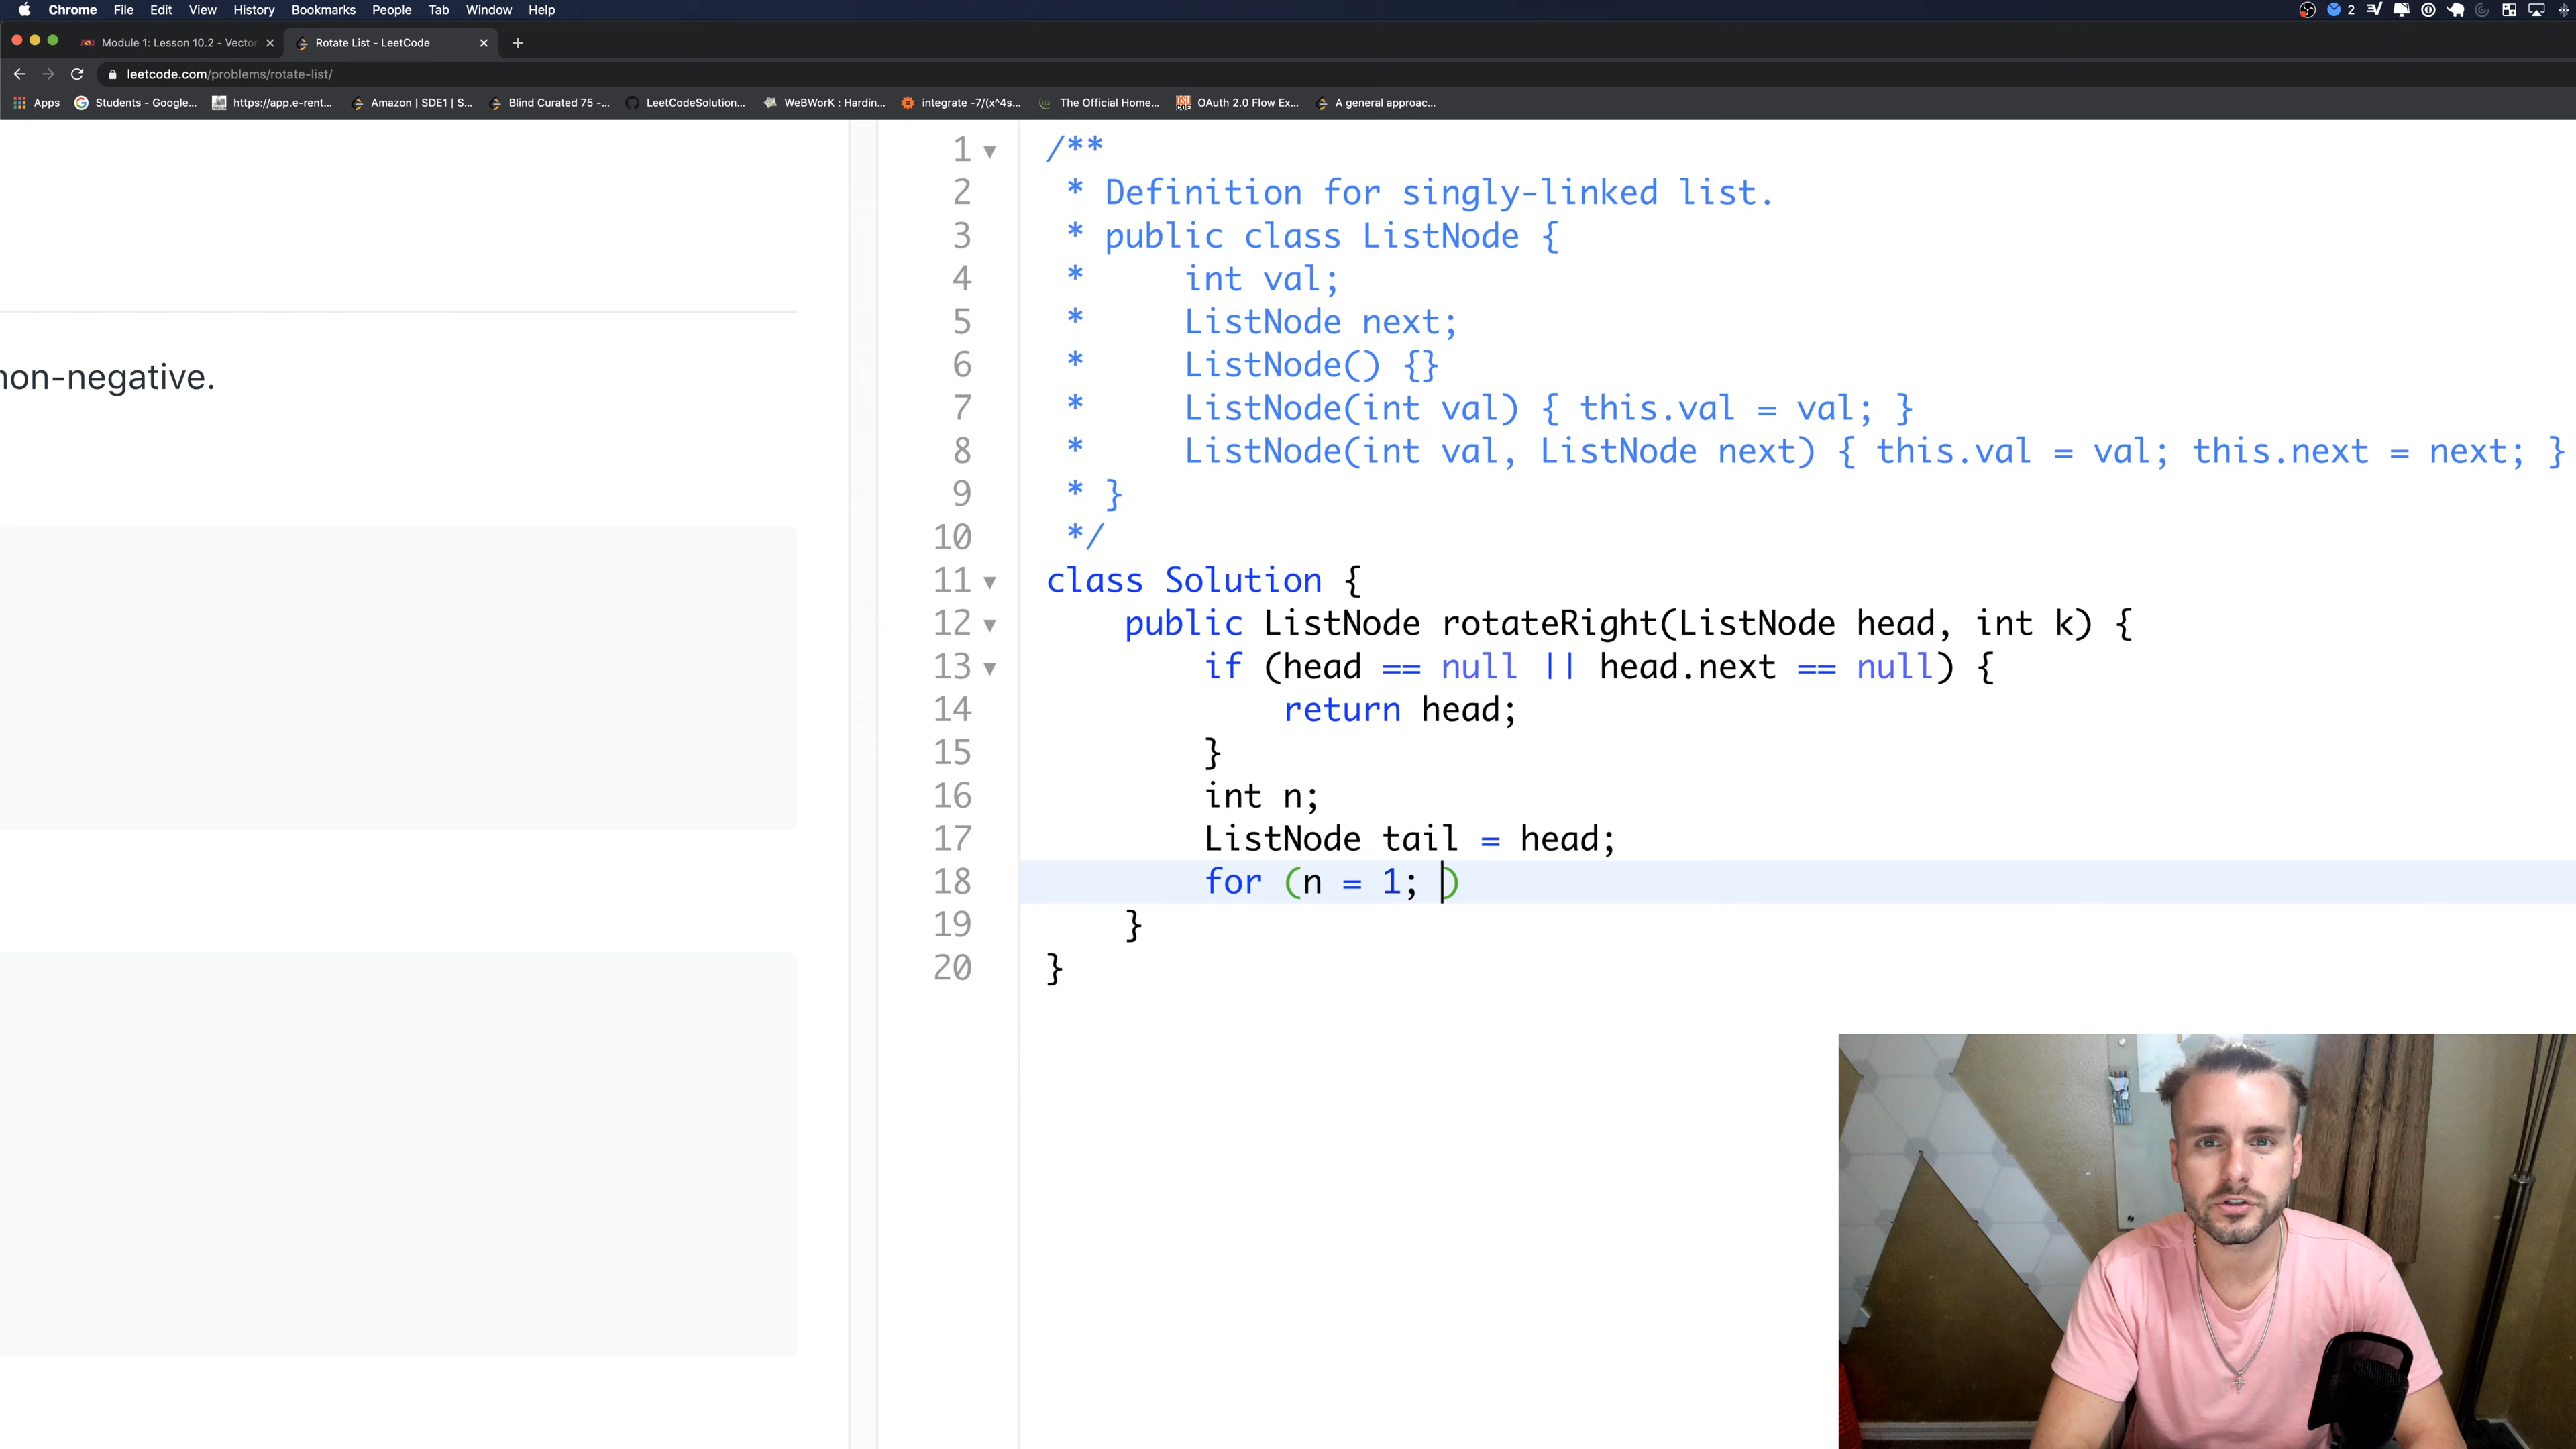 Chrome File Edit View History Bookmarks People Tab Window Help 2
Module 1: Lesson 10.2 - Vector Rotate List - LeetCode
leetcode.com/problems/rotate-list/
Apps Students - Google... https://app.e-rent... Amazon | SDE1 | S... Blind Curated 75 -... LeetCodeSolution... WeBWorK : Hardin... integrate -7/(x^4s... The Official Home... OAuth 2.0 Flow Ex... A general approac...
non-negative.
1 /**
2 * Definition for singly-linked list.
3 * public class ListNode {
4 * int val;
5 * ListNode next;
6 * ListNode() {}
7 * ListNode(int val) { this.val = val; }
8 * ListNode(int val, ListNode next) { this.val = val; this.next = next; }
9 * }
10 */
11 class Solution {
12 public ListNode rotateRight(ListNode head, int k) {
13 if (head == null || head.next == null) {
14 return head;
15 }
16 int n;
17 ListNode tail = head;
18 for (n = 1; )
19 }
20 }